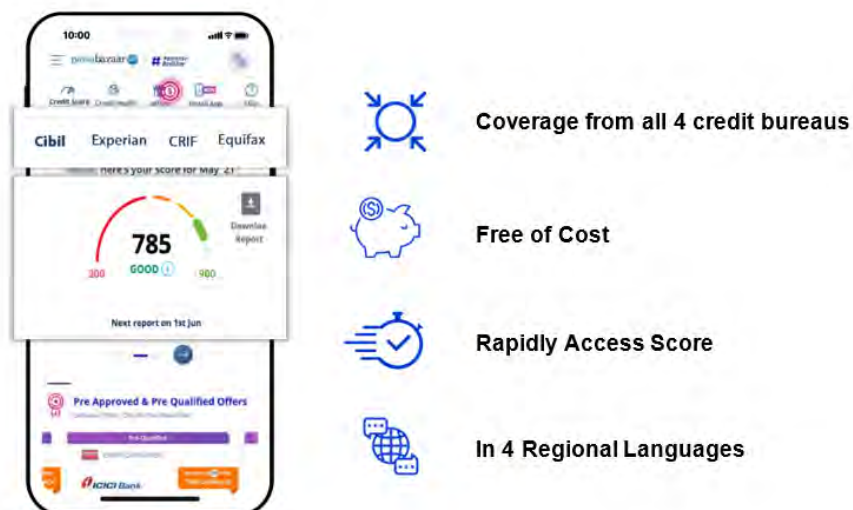 10:00
paisabazaar
Credit Score
Cibil Experian CRIF Equifax
Here's your score for May '21
785
GOOD
300
900
Download
Report
Next report on 1st Jun
Pre Approved & Pre Qualified Offers
Pre-Qualified
ICICI Bank
Coverage from all 4 credit bureaus
Free of Cost
Rapidly Access Score
In 4 Regional Languages